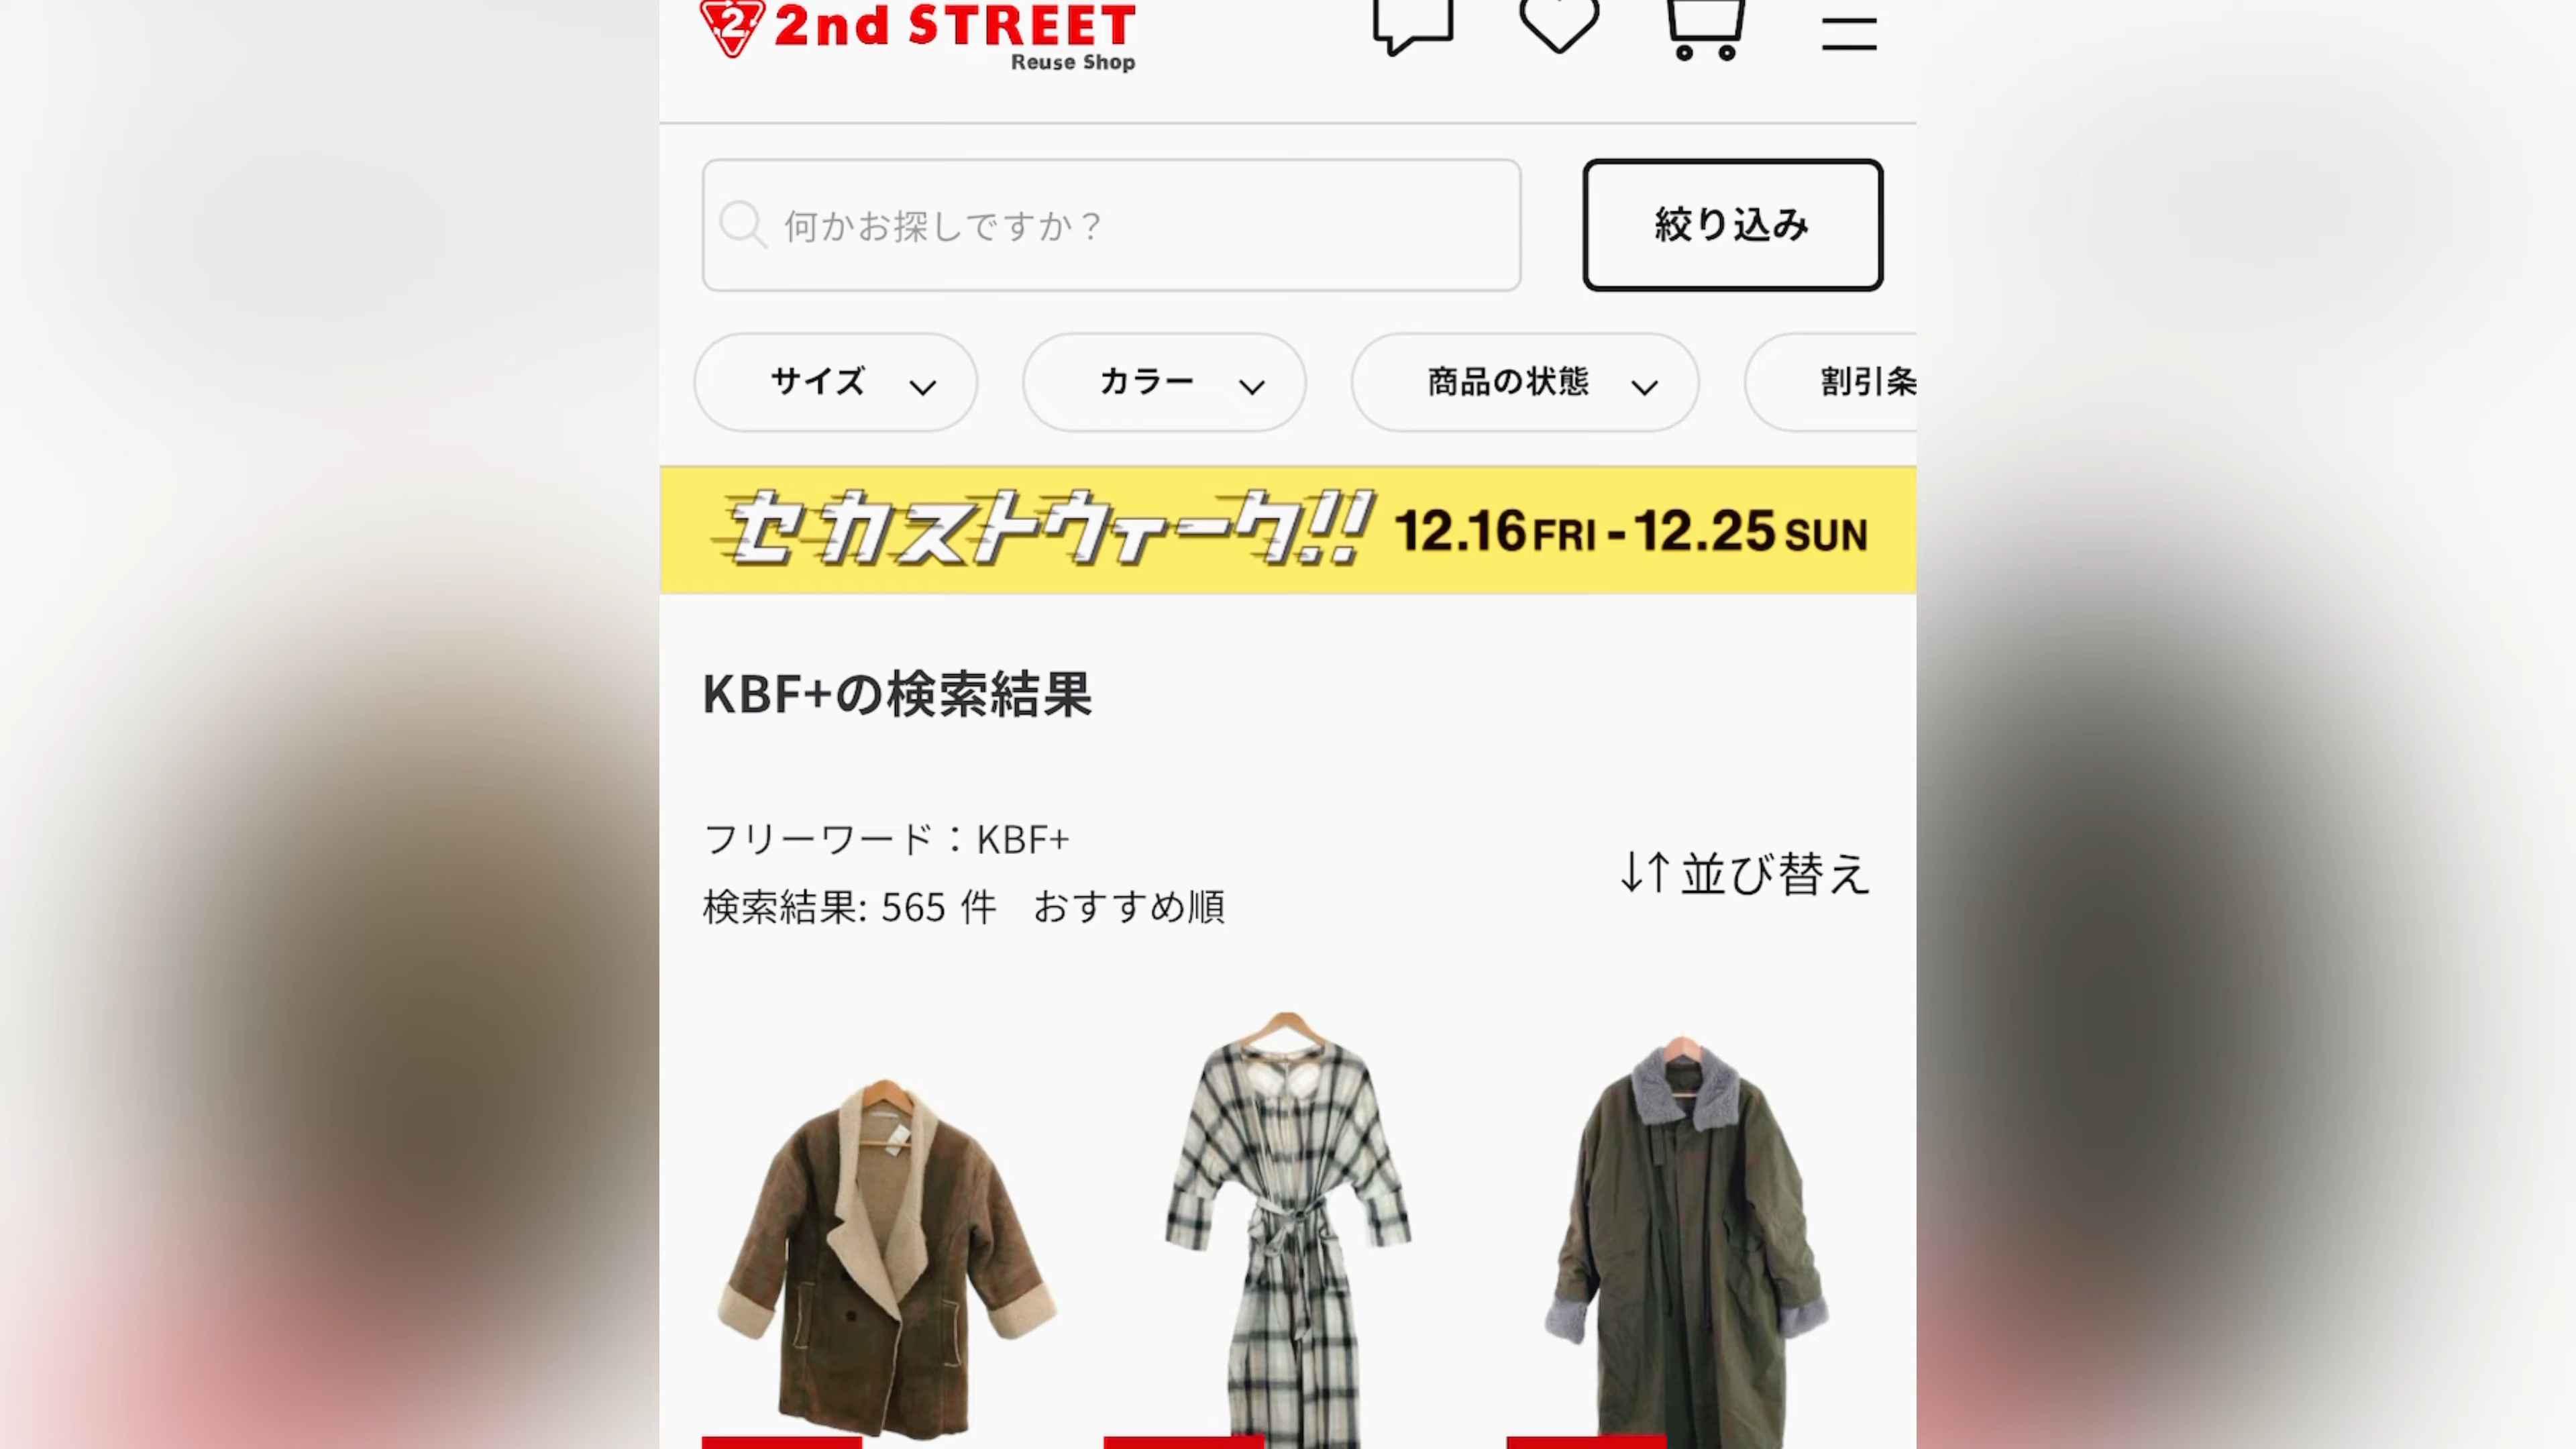 2 2nd STREET
Reuse Shop
何かお探しですか？
絞り込み
サイズ
カラー
商品の状態
割引条
セカストウィーク!! 12.16 FRI - 12.25 SUN
KBF+の検索結果
フリーワード：KBF+
検索結果: 565 件 おすすめ順
↓↑並び替え